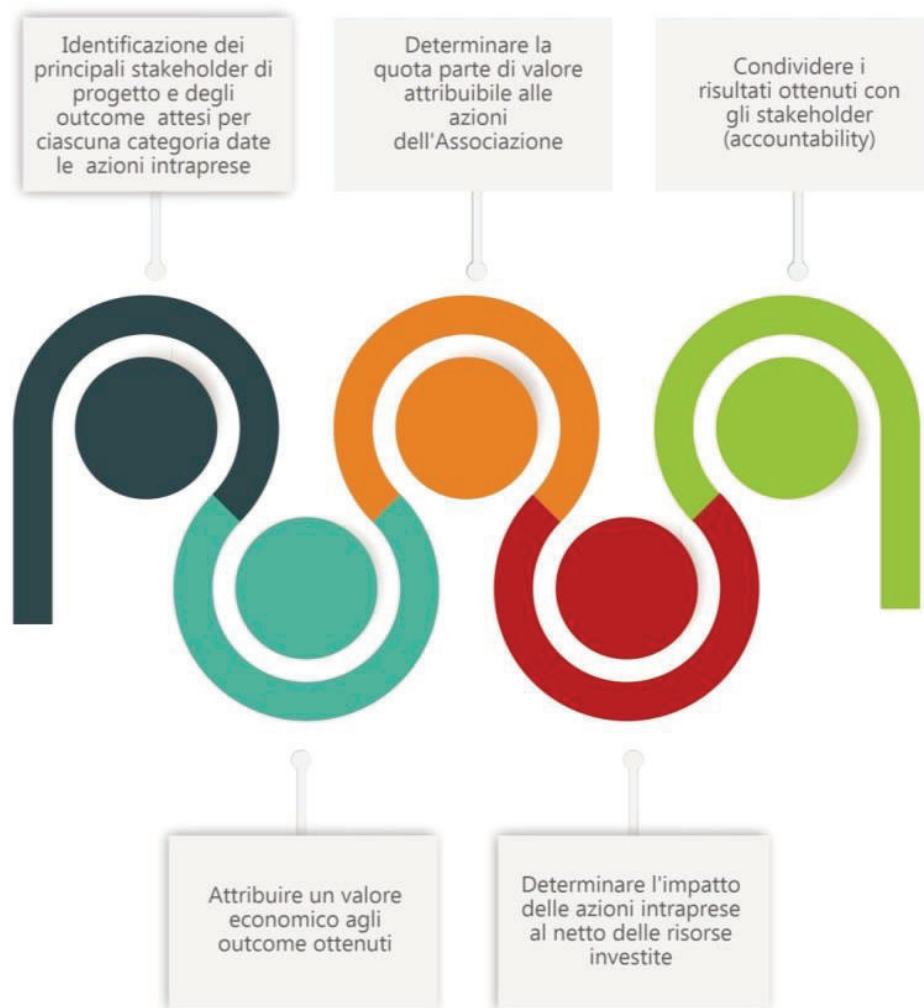 Identificazione dei
principali stakeholder di
progetto e degli
outcome attesi per
ciascuna categoria date
le azioni intraprese
Determinare la
quota parte di valore
attribuibile alle
azioni
dell'Associazione
Condividere i
risultati ottenuti con
gli stakeholder
(accountability)
Attribuire un valore
economico agli
outcome ottenuti
Determinare l'impatto
delle azioni intraprese
al netto delle risorse
investite